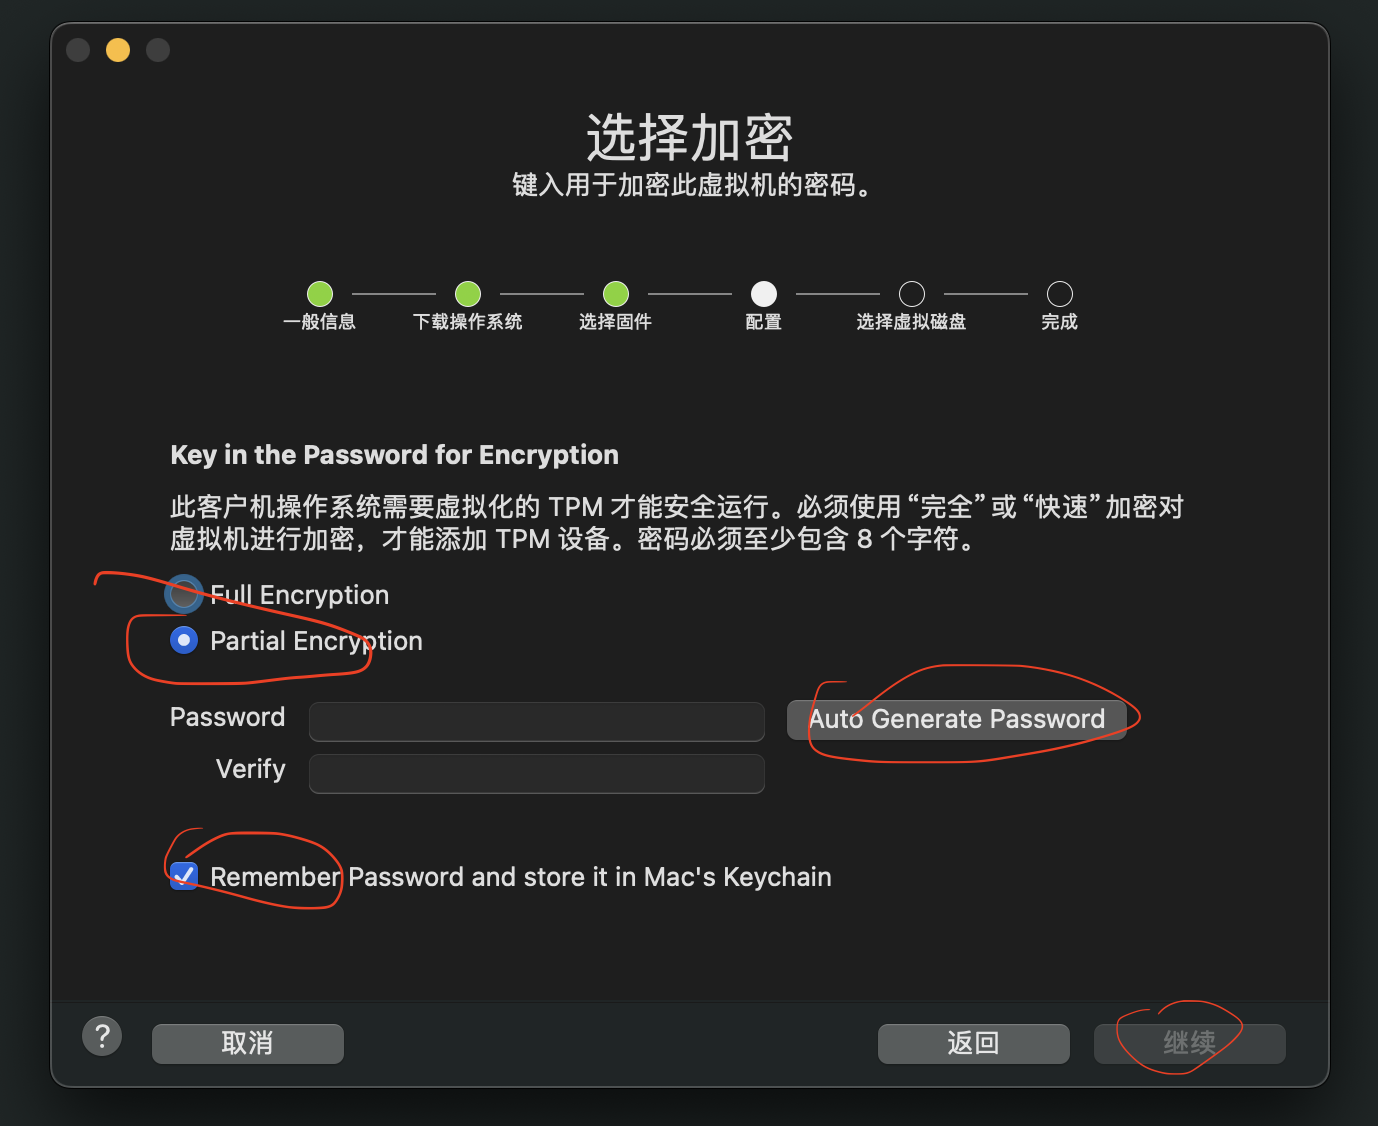 选择加密
键入用于加密此虚拟机的密码。
一般信息
下载操作系统
选择固件
配置
选择虚拟磁盘
完成
Key in the Password for Encryption
此客户机操作系统需要虚拟化的 TPM 才能安全运行。必须使用“完全”或“快速”加密对
虚拟机进行加密，才能添加 TPM 设备。密码必须至少包含 8 个字符。
Full Encryption
Partial Encryption
Password
Auto Generate Password
Verify
Remember Password and store it in Mac's Keychain
?
取消
返回
继续